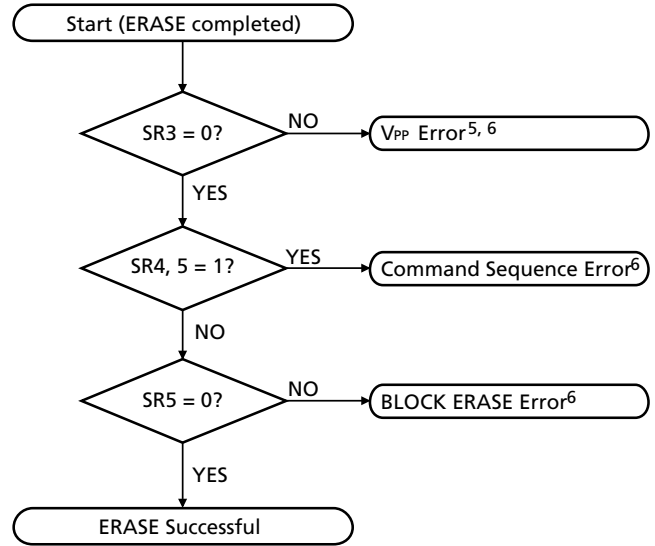 Start (ERASE completed)
SR3 = 0?
NO
VPP Error5, 6
YES
SR4, 5 = 1?
YES
Command Sequence Error6
NO
SR5 = 0?
NO
BLOCK ERASE Error6
YES
ERASE Successful